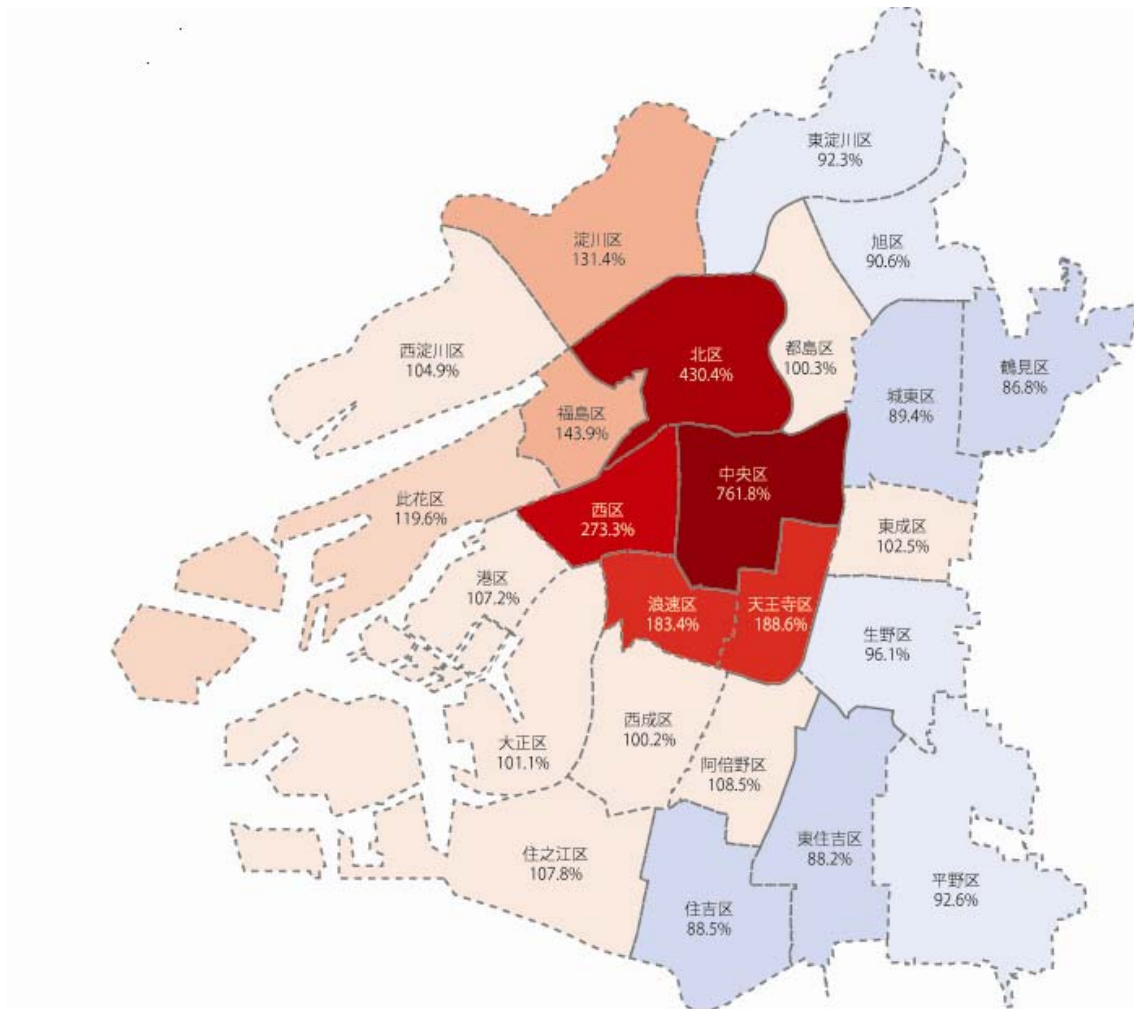 東淀川区
92.3%
淀川区
131.4%
旭区
90.6%
西淀川区
104.9%
北区
430.4%
都島区
100.3%
鶴見区
86.8%
城東区
89.4%
福島区
143.9%
中央区
761.8%
此花区
119.6%
西区
273.3%
東成区
102.5%
港区
107.2%
浪速区
183.4%
天王寺区
188.6%
生野区
96.1%
西成区
100.2%
大正区
101.1%
阿倍野区
108.5%
住之江区
107.8%
東住吉区
88.2%
平野区
92.6%
住吉区
88.5%